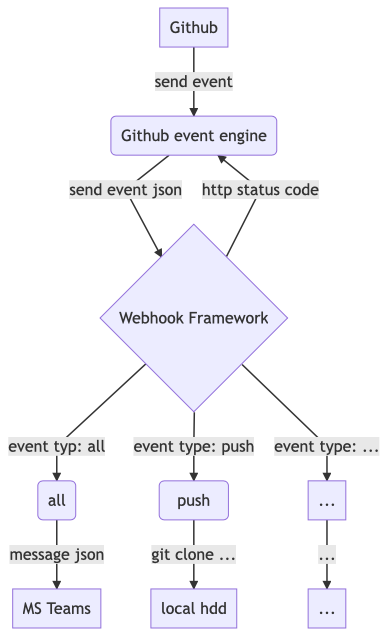 Github
send event
Github event engine
send event json
http status code
Webhook Framework
event typ: all
event type: push
event type: ...
all
push
...
message json
git clone ...
...
MS Teams
local hdd
...